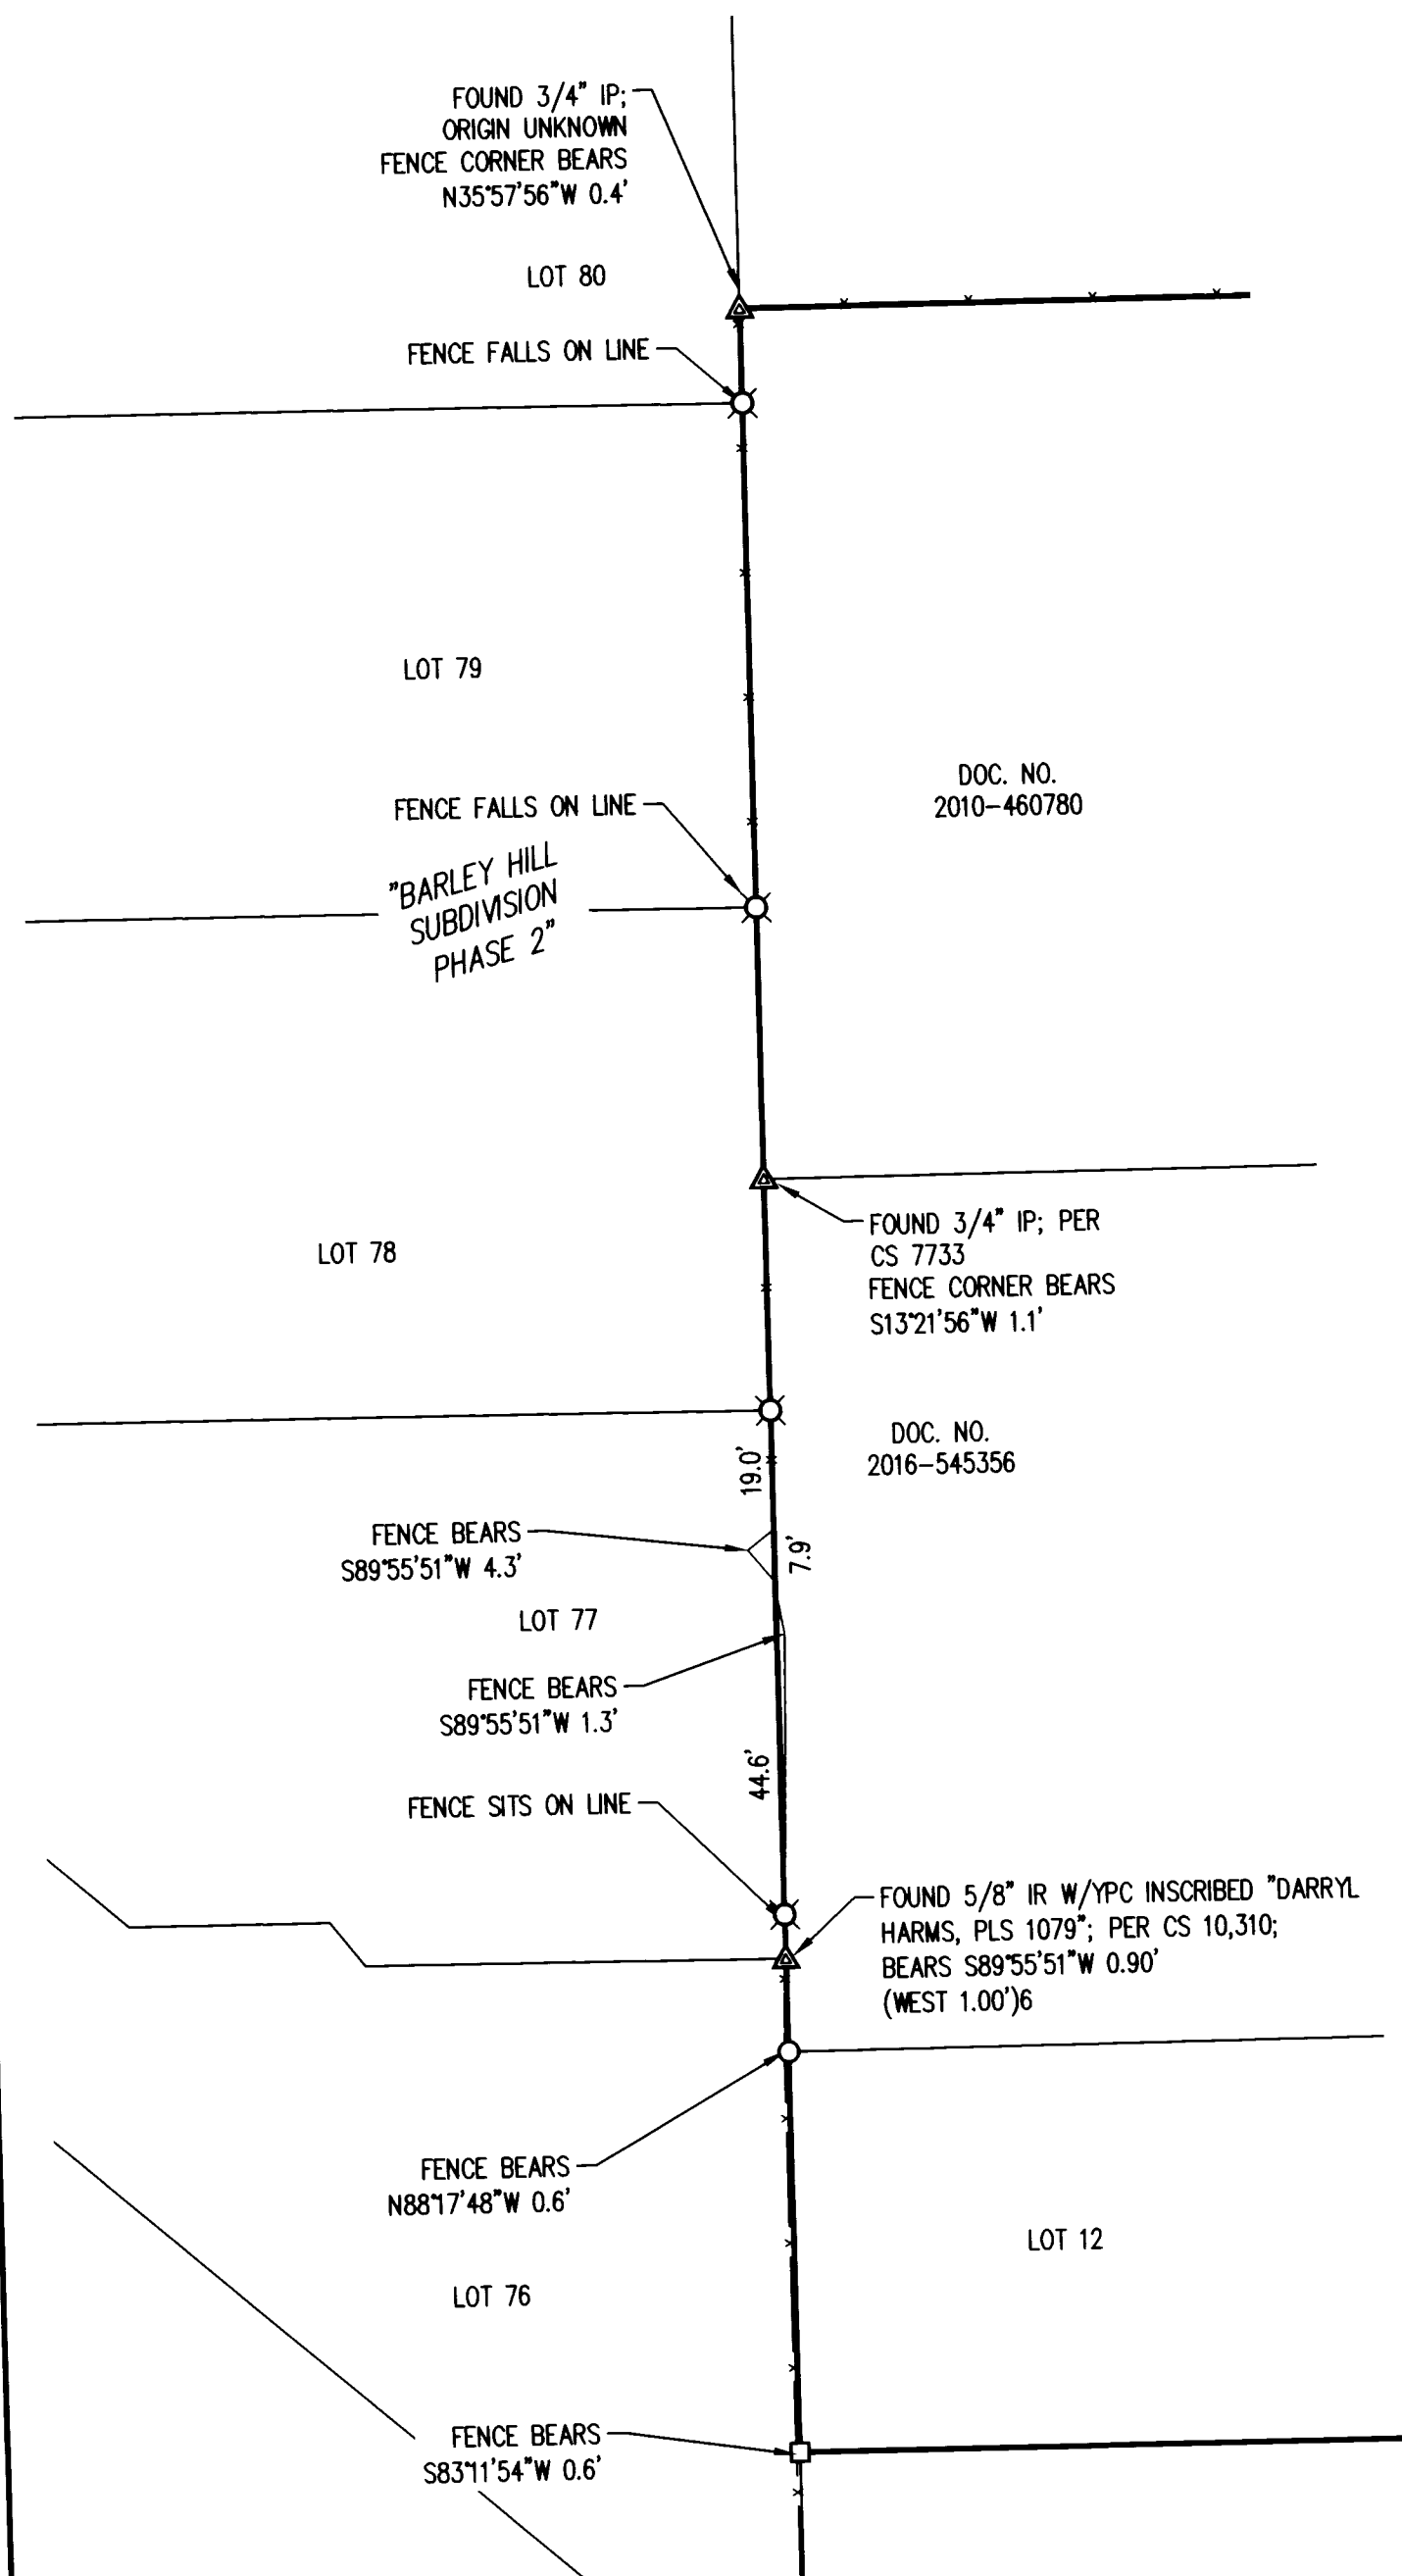 FOUND 3/4" IP;
ORIGIN UNKNOWN
FENCE CORNER BEARS
N35°57'56"W 0.4'
LOT 80
FENCE FALLS ON LINE
LOT 79
DOC. NO.
2010-460780
FENCE FALLS ON LINE
"BARLEY HILL
SUBDIVISION
PHASE 2"
FOUND 3/4" IP; PER
CS 7733
FENCE CORNER BEARS
S13°21'56"W 1.1'
LOT 78
DOC. NO.
2016-545356
19.0'
FENCE BEARS
S89°55'51"W 4.3'
7.9'
LOT 77
FENCE BEARS
S89°55'51"W 1.3'
44.6'
FENCE SITS ON LINE
FOUND 5/8" IR W/YPC INSCRIBED "DARRYL
HARMS, PLS 1079"; PER CS 10,310;
BEARS S89°55'51"W 0.90'
(WEST 1.00')6
FENCE BEARS
N88°17'48"W 0.6'
LOT 12
LOT 76
FENCE BEARS
S83°11'54"W 0.6'